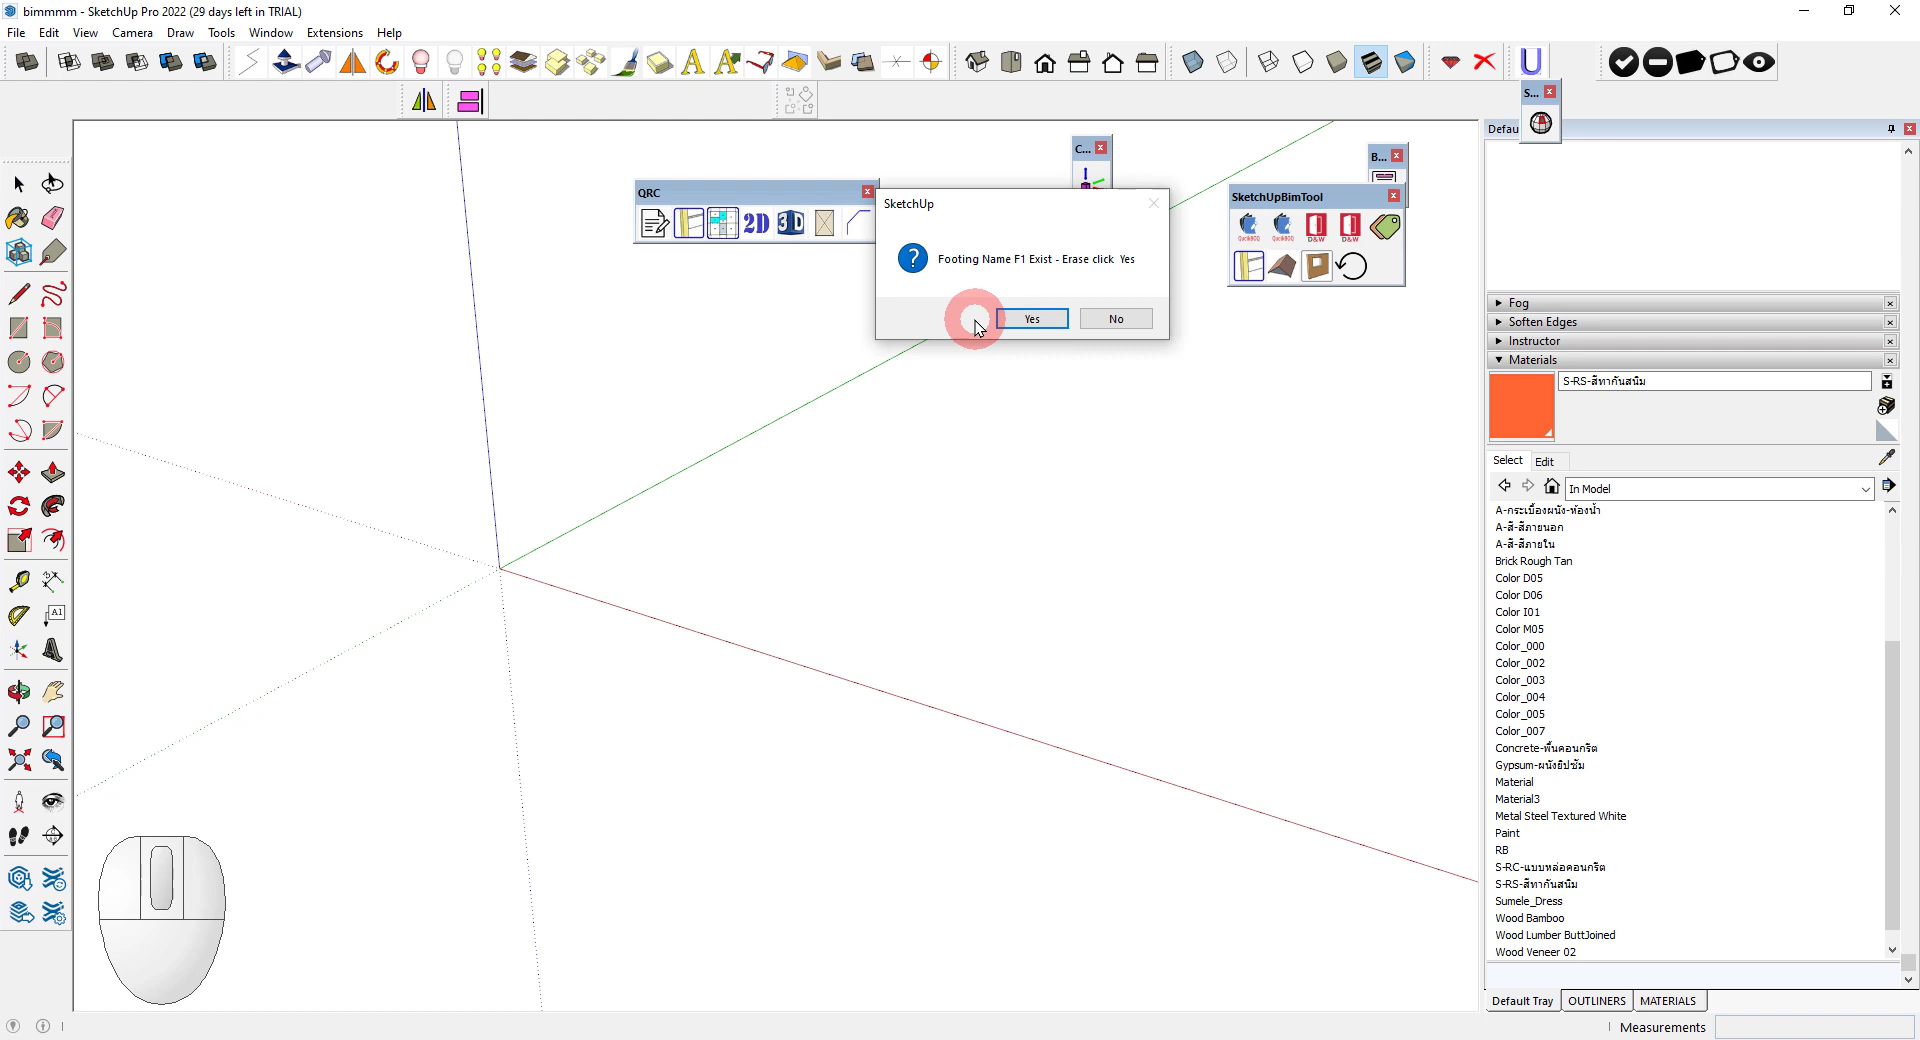 bimmmm - SketchUp Pro 2022 (29 days left in TRIAL)
File Edit View Camera Draw Tools Window Extensions Help
S...
Defau
C...
B...
QRC
2D 3D
SketchUp
Footing Name F1 Exist - Erase click Yes
Yes No
SketchUpBimTool
QuickBOQ QuickBOQ D&W D&W
A1
Fog
Soften Edges
Instructor
Materials
S-RS-สีทากันสนิม
Select Edit
In Model
A-กระเบื้องผนัง-ห้องน้ำ
A-สี-สีภายนอก
A-สี-สีภายใน
Brick Rough Tan
Color D05
Color D06
Color I01
Color M05
Color_000
Color_002
Color_003
Color_004
Color_005
Color_007
Concrete-พื้นคอนกรีต
Gypsum-ผนังยิปซั่ม
Material
Material3
Metal Steel Textured White
Paint
RB
S-RC-แบบหล่อคอนกรีต
S-RS-สีทากันสนิม
Sumele_Dress
Wood Bamboo
Wood Lumber ButtJoined
Wood Veneer 02
Default Tray OUTLINERS MATERIALS
Measurements